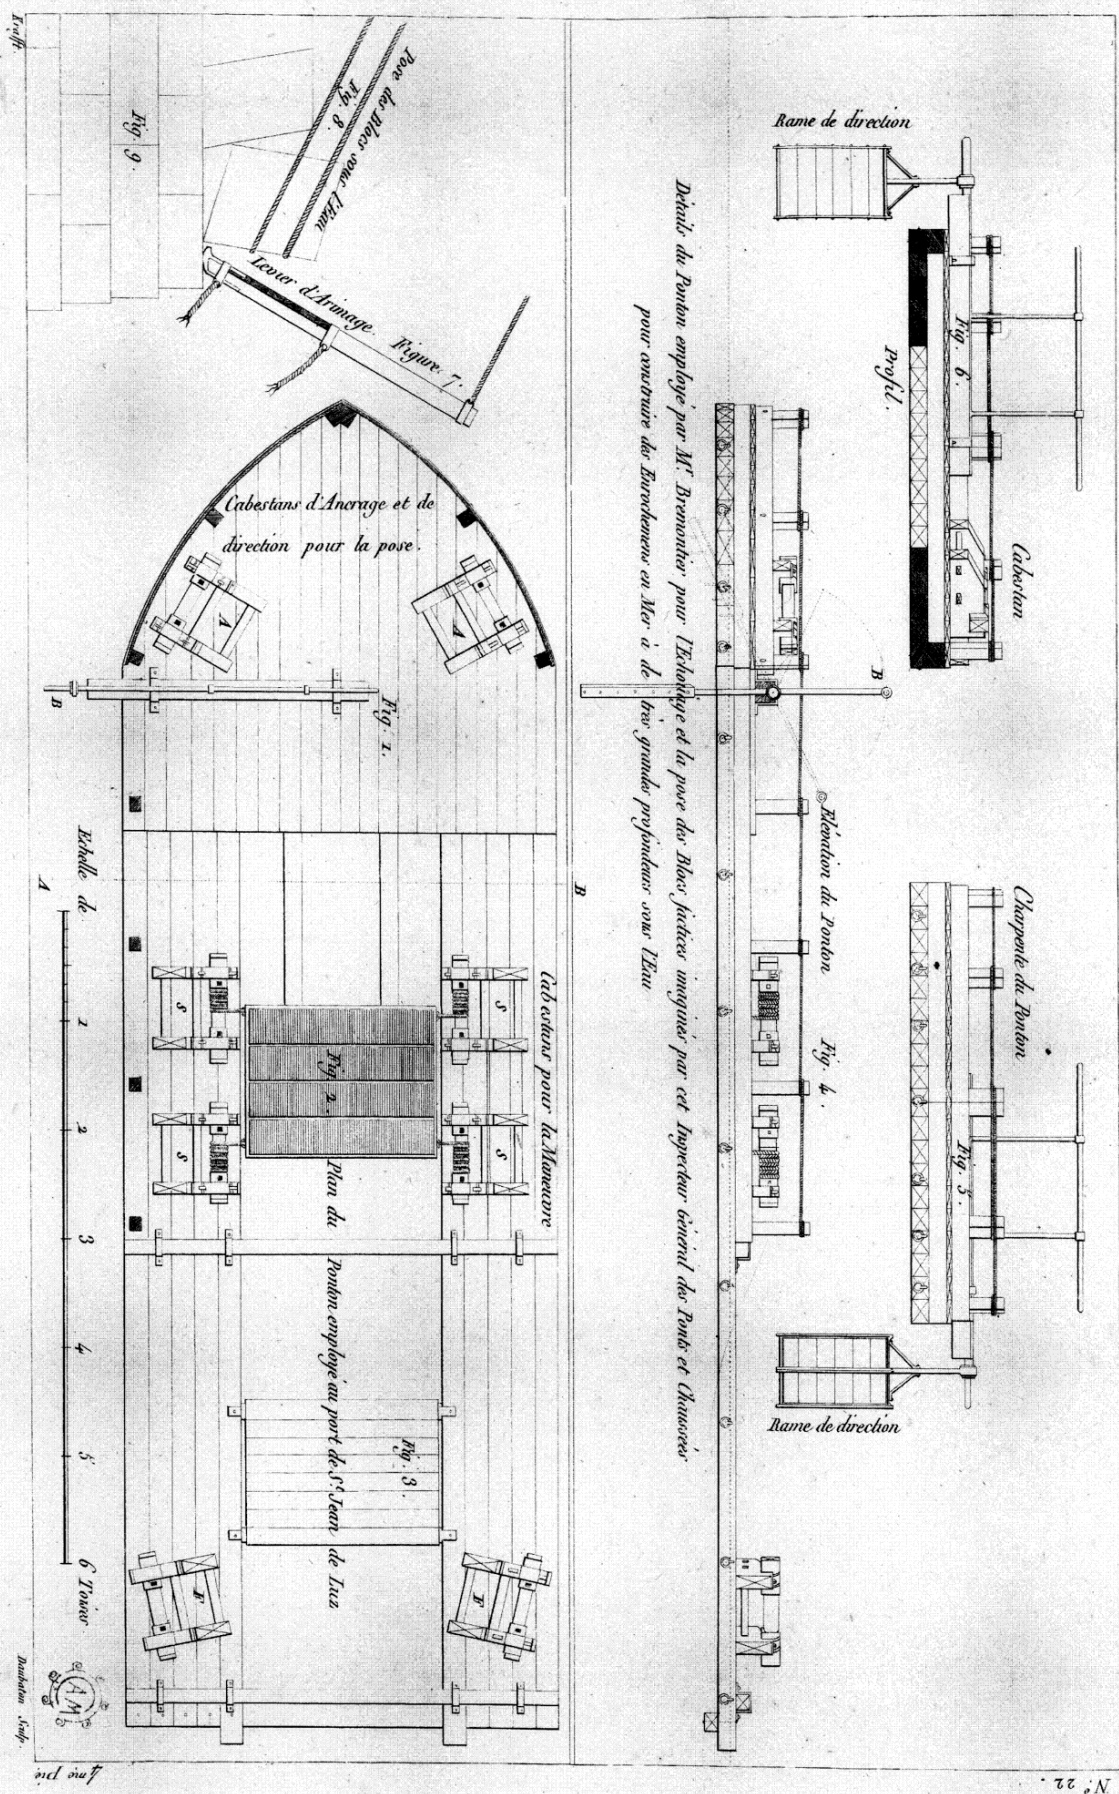 N.º 22.
4me pie
Rame de direction
Fig. 6.
Profil.
Cabestan
Charpente du Ponton
Fig. 5.
Rame de direction
B
Elévation du Ponton
Fig. 4.
Détails du Ponton employé par Mr. Bremontier pour l'Echouage et la pose des Blocs factices imaginés par cet Inspecteur Général des Ponts et Chaussées
pour construire des Enrochemens en Mer à de très grandes profondeurs sous l'Eau
Pose des Blocs sous l'Eau
Fig. 8.
Fig. 9.
Levier d'Arimage.
Figure. 7.
Cabestans d'Ancrage et de
direction pour la pose.
A
A
B
Fig. 1.
B
A
Cabestans pour la Maneuvre
S
S
S
S
Fig. 2.
Plan du Ponton employé au port de St. Jean de Luz
Fig. 3.
F
F
Echelle de 1 2 3 4 5 6 Toises
Krafft.
AM
Daubaton Sculp.